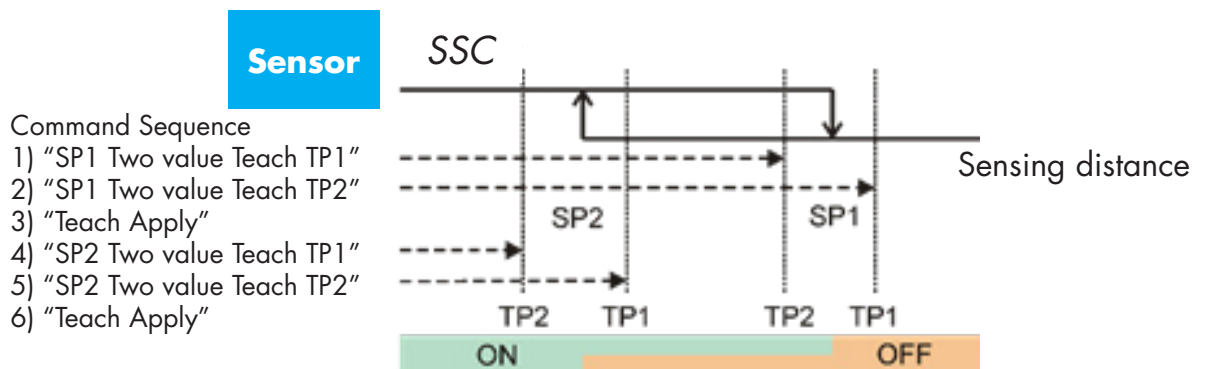 Sensor
SSC
Command Sequence
1) “SP1 Two value Teach TP1”
2) “SP1 Two value Teach TP2”
3) “Teach Apply”
4) “SP2 Two value Teach TP1”
5) “SP2 Two value Teach TP2”
6) “Teach Apply”
Sensing distance
SP2 SP1
TP2 TP1 TP2 TP1
ON OFF